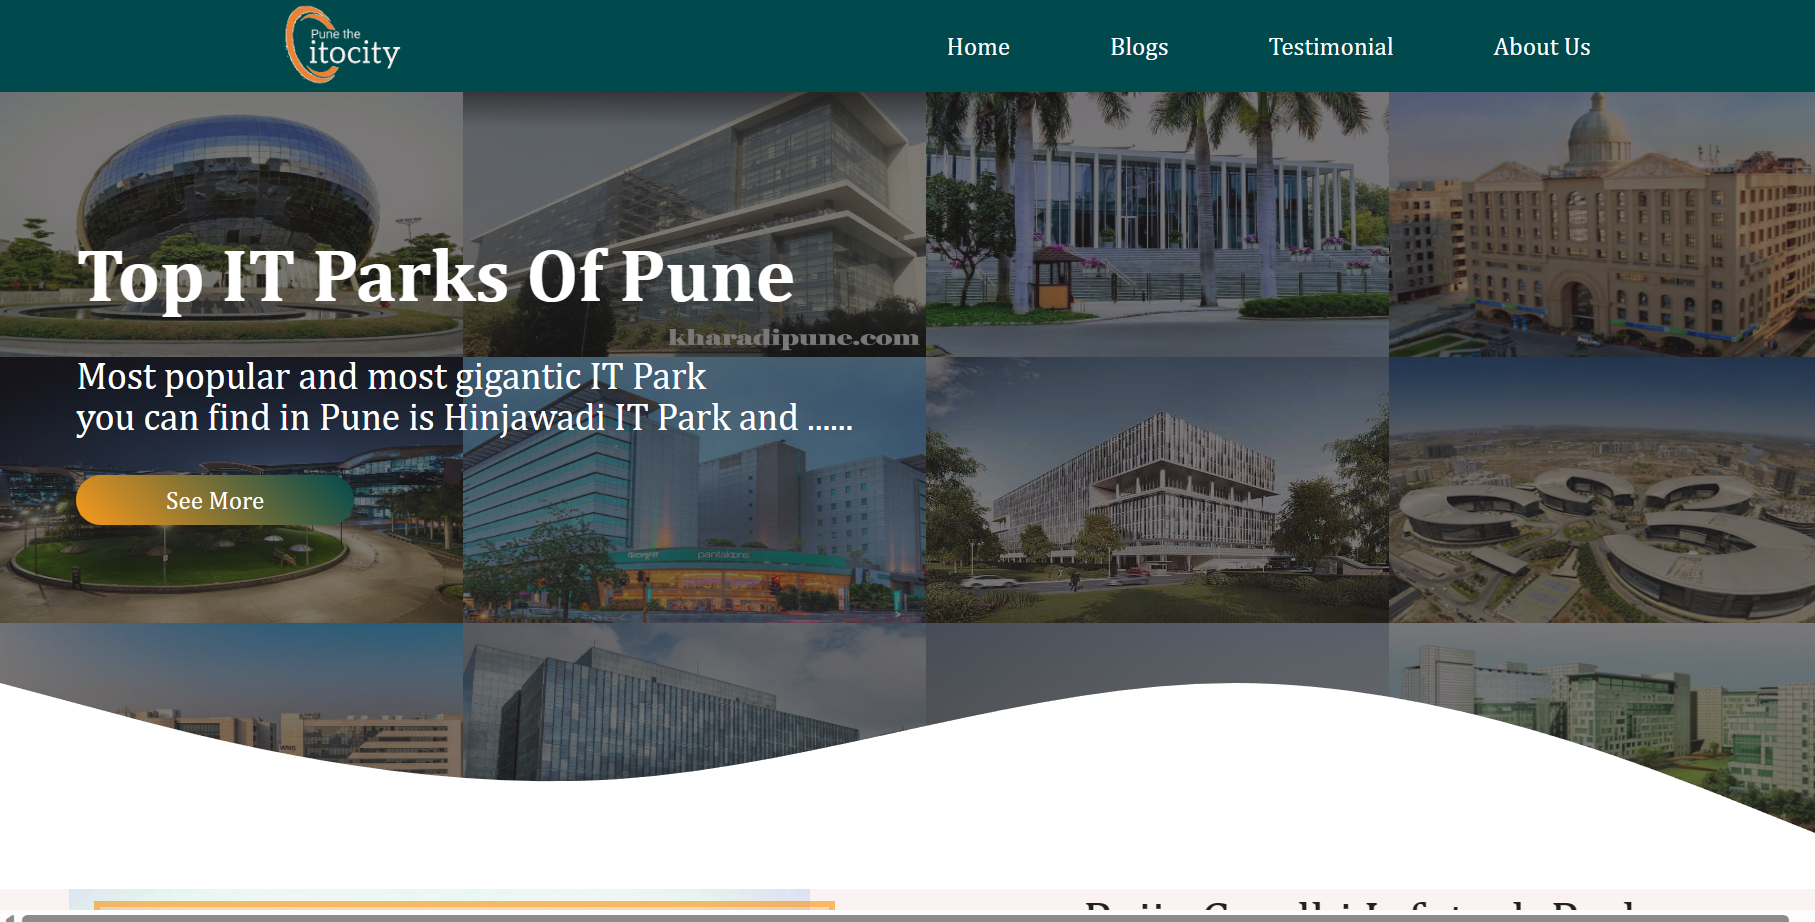 Pune the
itocity
Home
Blogs
Testimonial
About Us
Top IT Parks Of Pune
kharadipune.com
Most popular and most gigantic IT Park
you can find in Pune is Hinjawadi IT Park and ......
See More
pantaloons
WNS